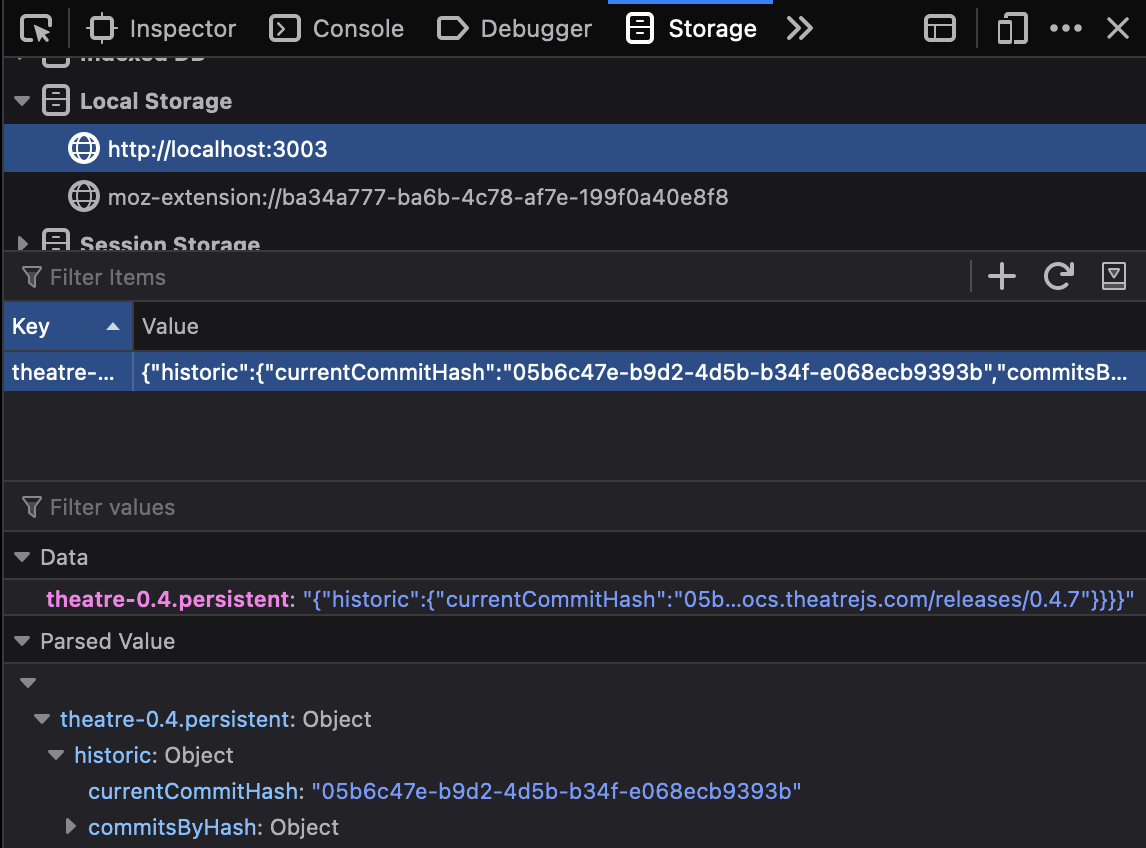 Inspector Console Debugger Storage
Indexed DB
Local Storage
http://localhost:3003
moz-extension://ba34a777-ba6b-4c78-af7e-199f0a40e8f8
Session Storage
Filter Items
Key Value
theatre-... {"historic":{"currentCommitHash":"05b6c47e-b9d2-4d5b-b34f-e068ecb9393b","commitsB...
Filter values
Data
theatre-0.4.persistent: "{"historic":{"currentCommitHash":"05b...ocs.theatrejs.com/releases/0.4.7"}}}}"
Parsed Value
theatre-0.4.persistent: Object
historic: Object
currentCommitHash: "05b6c47e-b9d2-4d5b-b34f-e068ecb9393b"
commitsByHash: Object